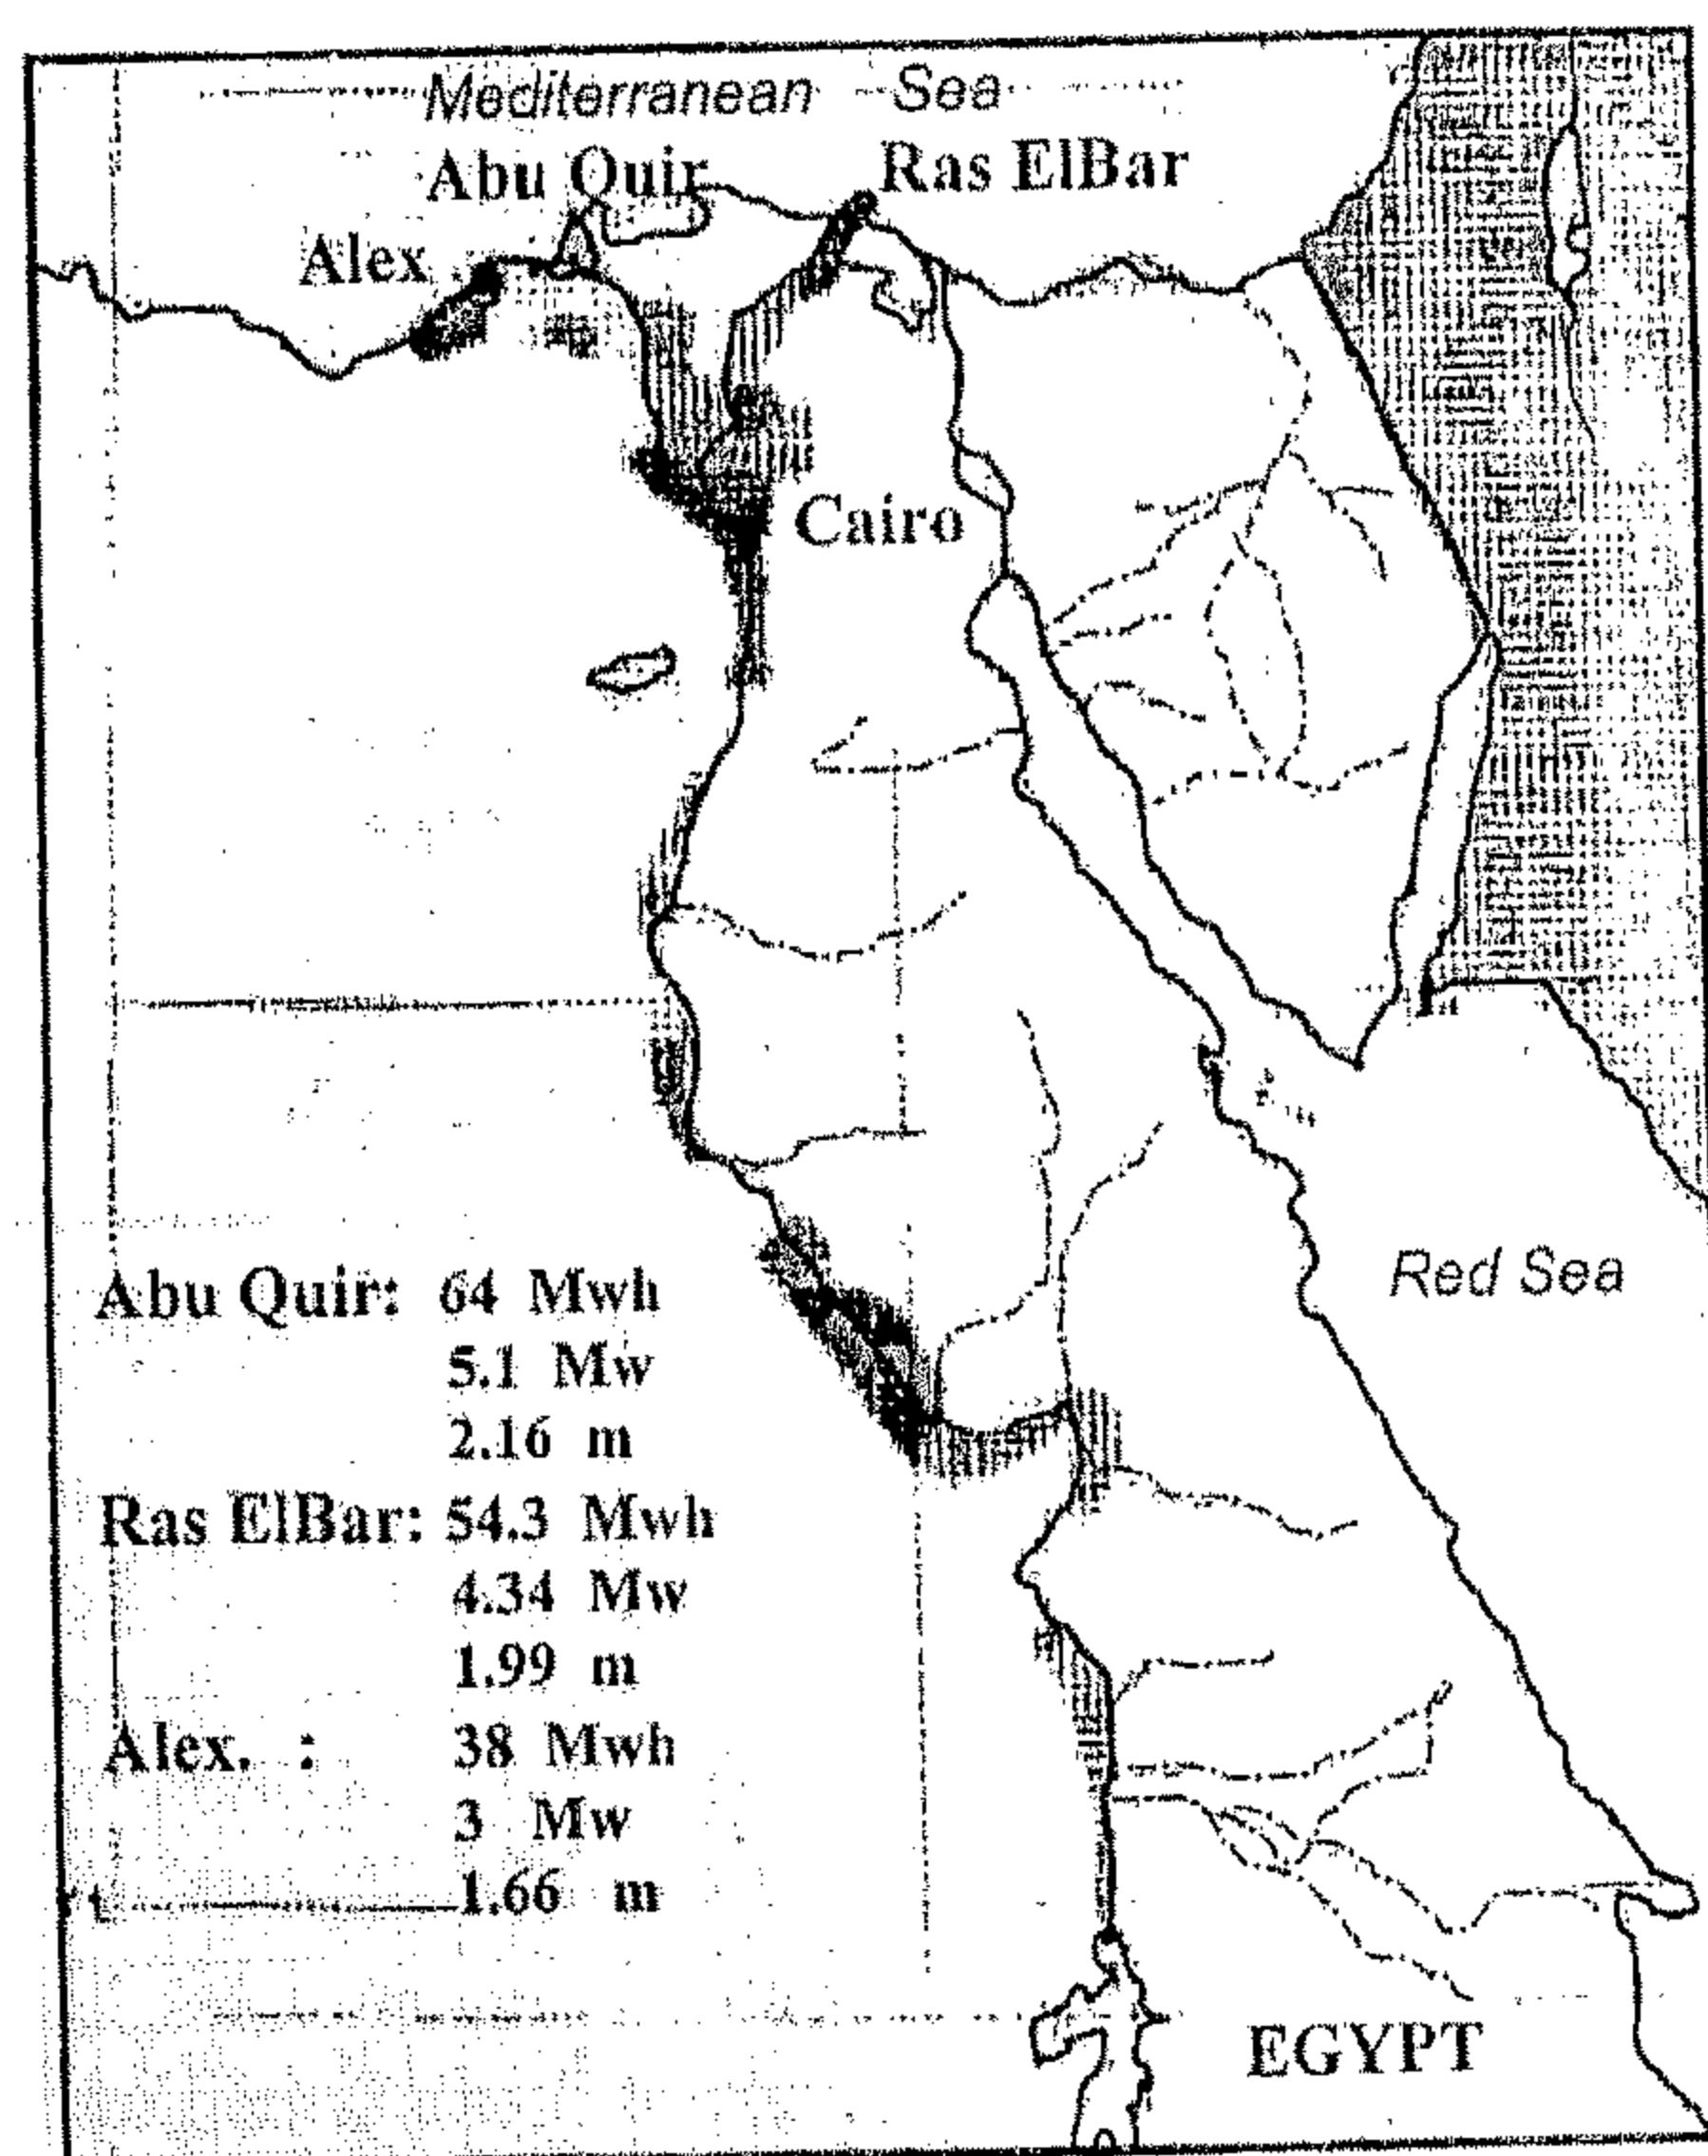 Mediterranean Sea
Abu Quir
Ras ElBar
Alex
Cairo
Red Sea
Abu Quir: 64 Mwh
5.1 Mw
2.16 m
Ras ElBar: 54.3 Mwh
4.34 Mw
1.99 m
Alex. : 38 Mwh
3 Mw
1.66 m
EGYPT